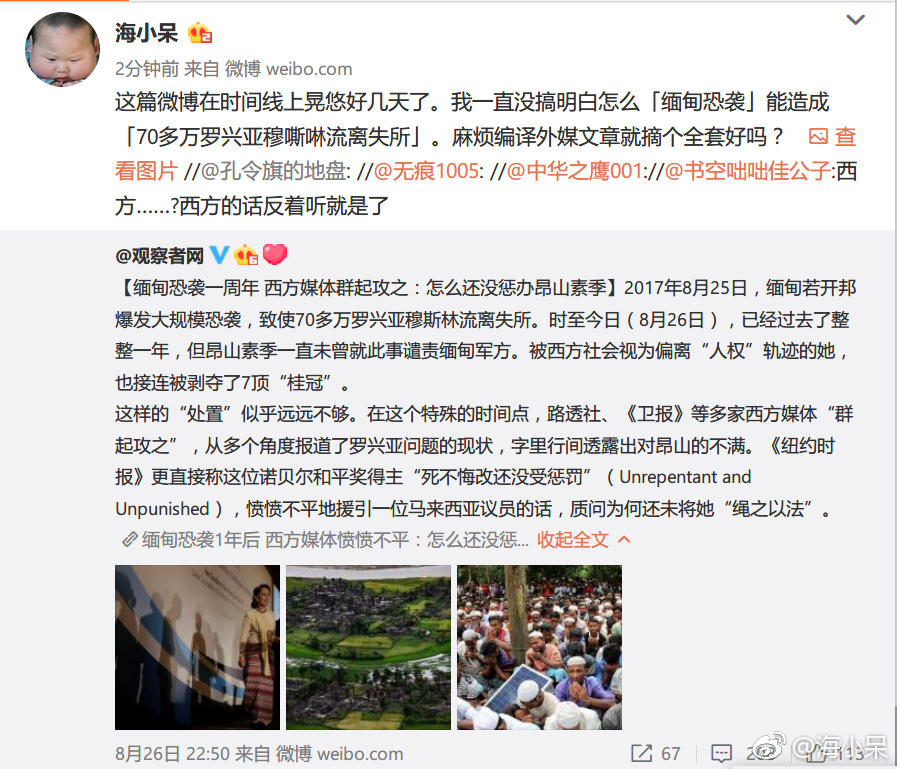 海小呆
2分钟前 来自 微博 weibo.com
这篇微博在时间线上晃悠好几天了。我一直没搞明白怎么「缅甸恐袭」能造成
「70多万罗兴亚穆嘶啉流离失所」。麻烦编译外媒文章就摘个全套好吗？ 查
看图片 //@孔令旗的地盘: //@无痕1005: //@中华之鹰001://@书空咄咄佳公子:西
方……?西方的话反着听就是了
@观察者网
【缅甸恐袭一周年 西方媒体群起攻之：怎么还没惩办昂山素季】2017年8月25日，缅甸若开邦
爆发大规模恐袭，致使70多万罗兴亚穆斯林流离失所。时至今日（8月26日），已经过去了整
整一年，但昂山素季一直未曾就此事谴责缅甸军方。被西方社会视为偏离“人权”轨迹的她，
也接连被剥夺了7顶“桂冠”。
这样的“处置”似乎远远不够。在这个特殊的时间点，路透社、《卫报》等多家西方媒体“群
起攻之”，从多个角度报道了罗兴亚问题的现状，字里行间透露出对昂山的不满。《纽约时
报》更直接称这位诺贝尔和平奖得主“死不悔改还没受惩罚”（Unrepentant and
Unpunished），愤愤不平地援引一位马来西亚议员的话，质问为何还未将她“绳之以法”。
缅甸恐袭1年后 西方媒体愤愤不平：怎么还没惩... 收起全文
8月26日 22:50 来自 微博 weibo.com 67 113
@海小呆